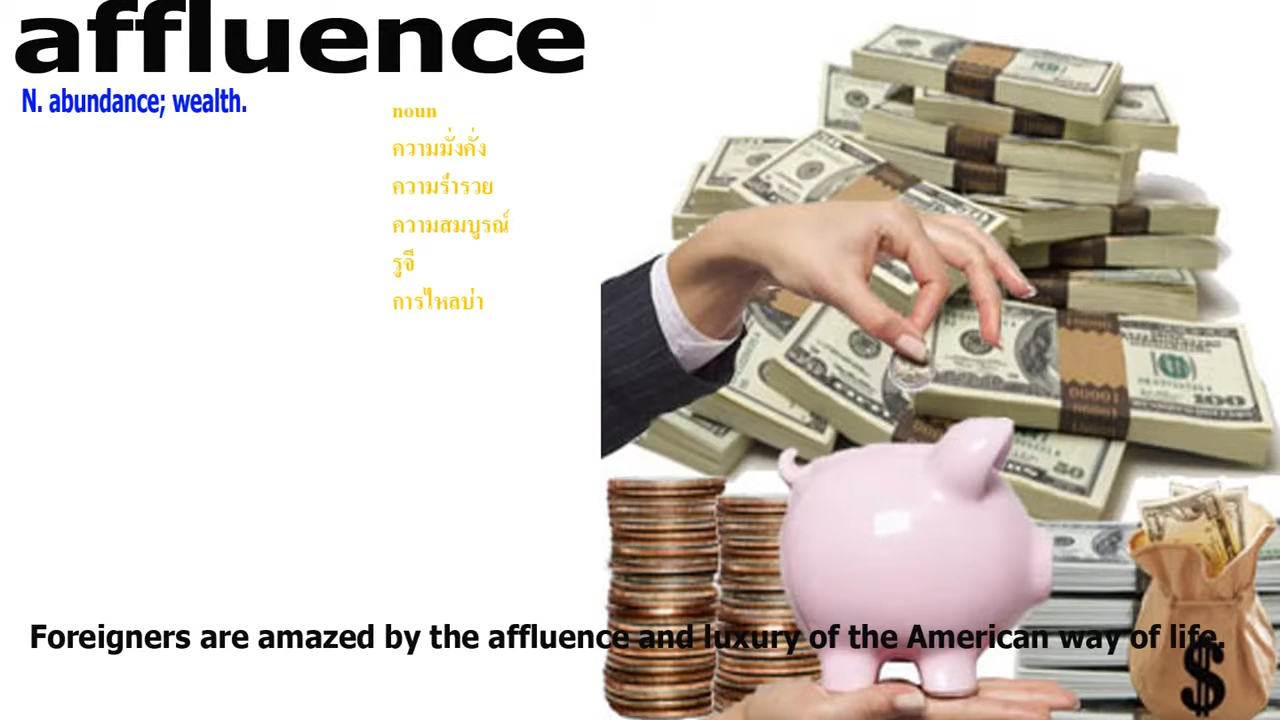 affluence
N. abundance; wealth.
noun
ความมั่งคั่ง
ความร่ำรวย
ความสมบูรณ์
รูจี
การไหลบ่า
100
50
$
Foreigners are amazed by the affluence and luxury of the American way of life.